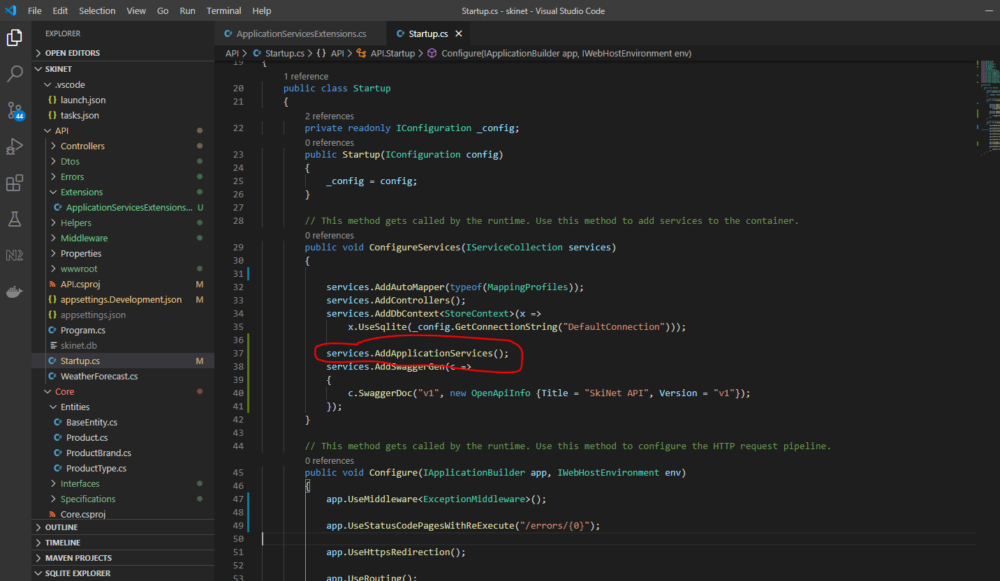 File Edit Selection View Go Run Terminal Help
Startup.cs - skinet - Visual Studio Code
EXPLORER
OPEN EDITORS
SKINET
.vscode
{} launch.json
{} tasks.json
API
Controllers
Dtos
Errors
Extensions
C# ApplicationServicesExtensions... U
Helpers
Middleware
Properties
wwwroot
API.csproj M
{} appsettings.Development.json M
{} appsettings.json
C# Program.cs
skinet.db
C# Startup.cs M
C# WeatherForecast.cs
Core
Entities
C# BaseEntity.cs
C# Product.cs
C# ProductBrand.cs
C# ProductType.cs
Interfaces
Specifications
Core.csproj
OUTLINE
TIMELINE
MAVEN PROJECTS
SQLITE EXPLORER
44
N2
C# ApplicationServicesExtensions.cs
C# Startup.cs
API > C# Startup.cs > {} API > API.Startup > Configure(IApplicationBuilder app, IWebHostEnvironment env)
19 {
1 reference
20 public class Startup
21 {
2 references
22 private readonly IConfiguration _config;
0 references
23 public Startup(IConfiguration config)
24 {
25 _config = config;
26 }
27
28 // This method gets called by the runtime. Use this method to add services to the container.
0 references
29 public void ConfigureServices(IServiceCollection services)
30 {
31
32 services.AddAutoMapper(typeof(MappingProfiles));
33 services.AddControllers();
34 services.AddDbContext<StoreContext>(x =>
35 x.UseSqlite(_config.GetConnectionString("DefaultConnection")));
36
37 services.AddApplicationServices();
38 services.AddSwaggerGen(c =>
39 {
40 c.SwaggerDoc("v1", new OpenApiInfo {Title = "SkiNet API", Version = "v1"});
41 });
42 }
43
44 // This method gets called by the runtime. Use this method to configure the HTTP request pipeline.
0 references
45 public void Configure(IApplicationBuilder app, IWebHostEnvironment env)
46 {
47 app.UseMiddleware<ExceptionMiddleware>();
48
49 app.UseStatusCodePagesWithReExecute("/errors/{0}");
50
51 app.UseHttpsRedirection();
52
53 app.UseRouting();